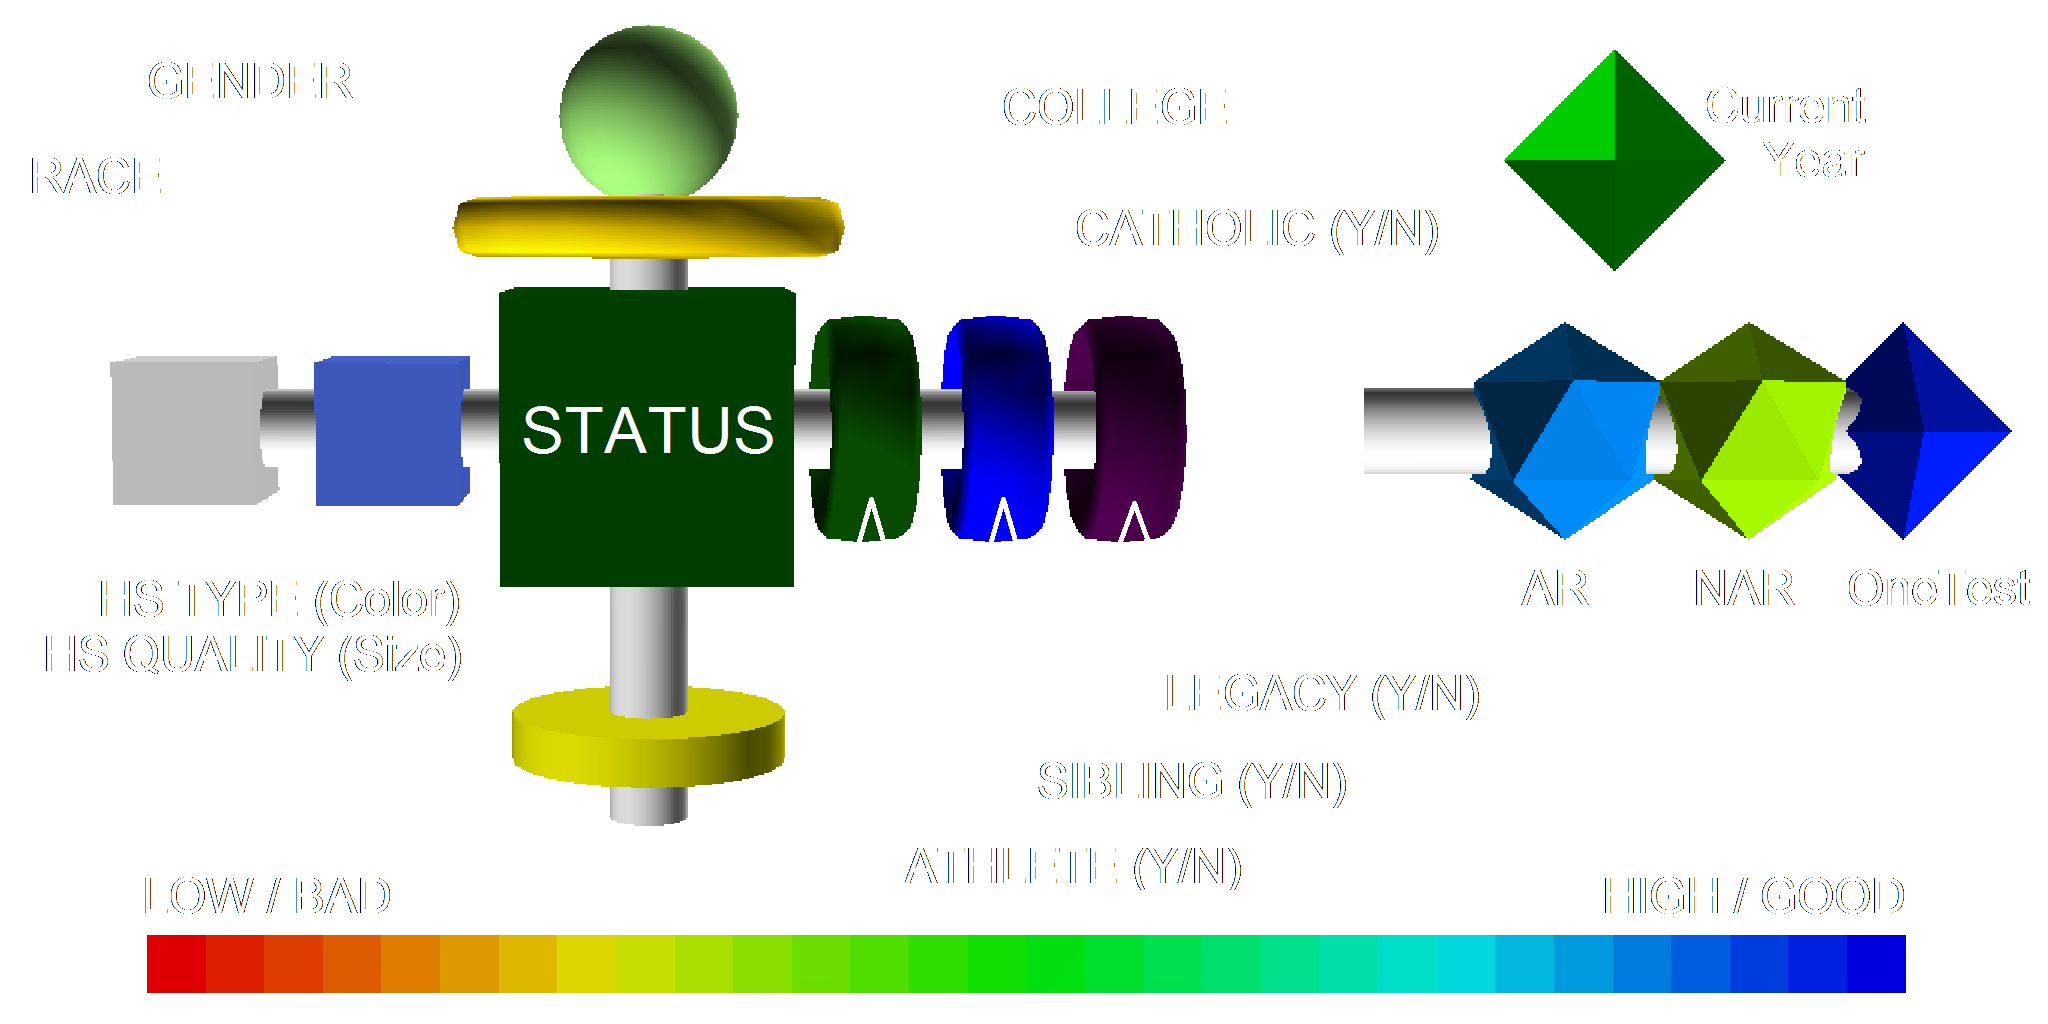 GENDER
RACE
COLLEGE
CATHOLIC (Y/N)
Current
Year
STATUS
HS TYPE (Color)
HS QUALITY (Size)
AR
NAR
OneTest
LEGACY (Y/N)
SIBLING (Y/N)
ATHLETE (Y/N)
LOW / BAD
HIGH / GOOD